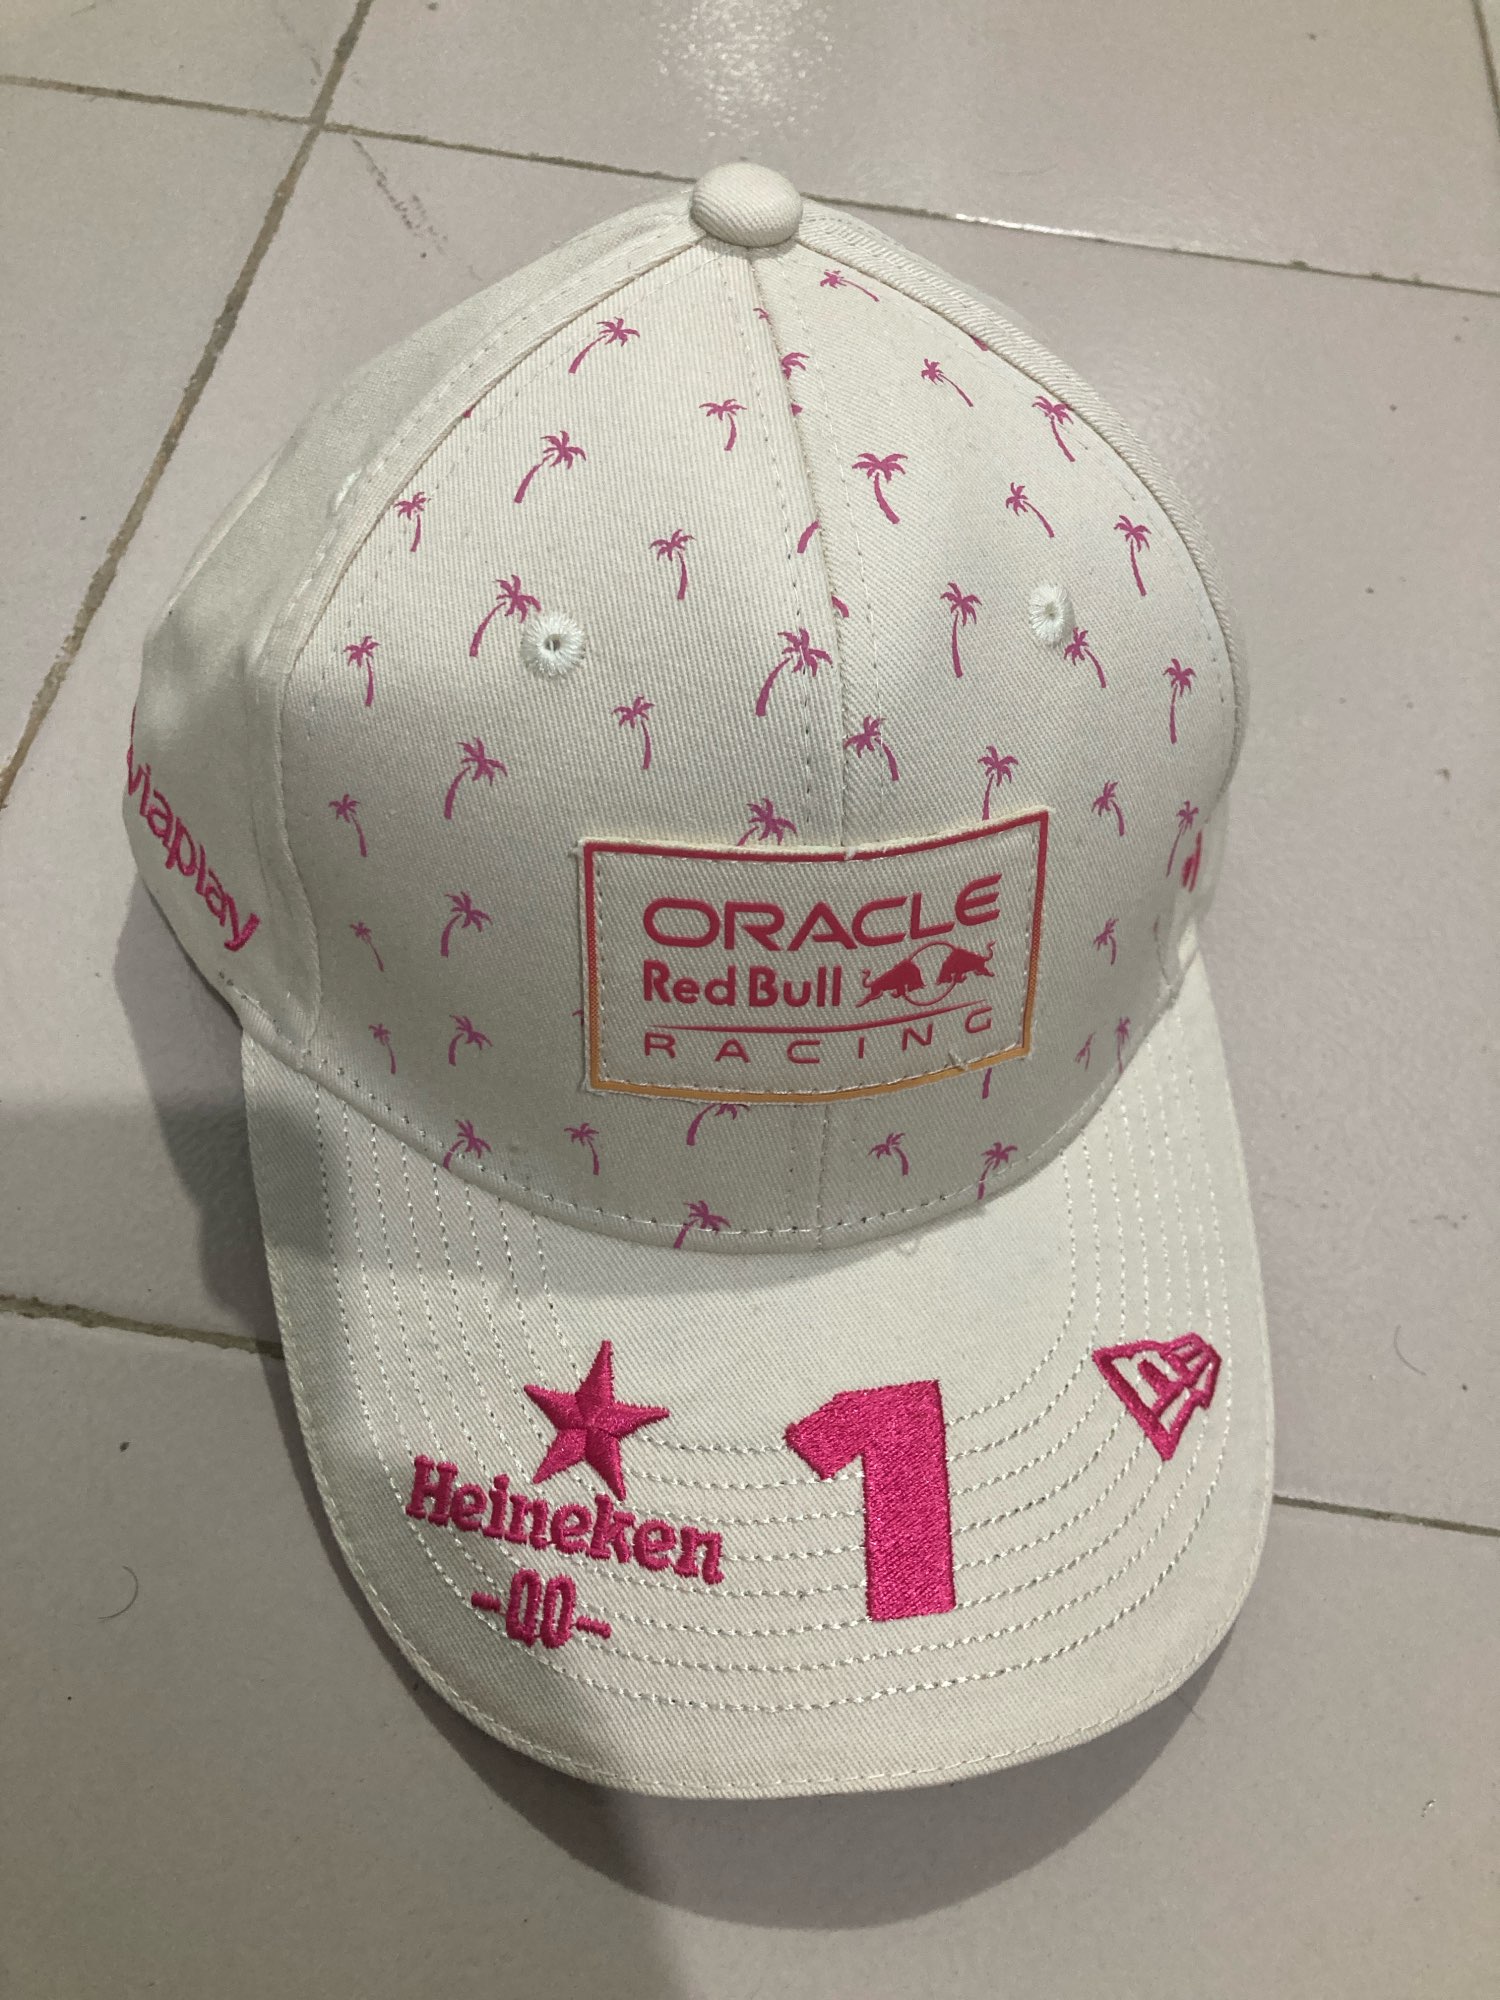 viaplay
ORACLE
Red Bull
RACING
Heineken
-00-
1